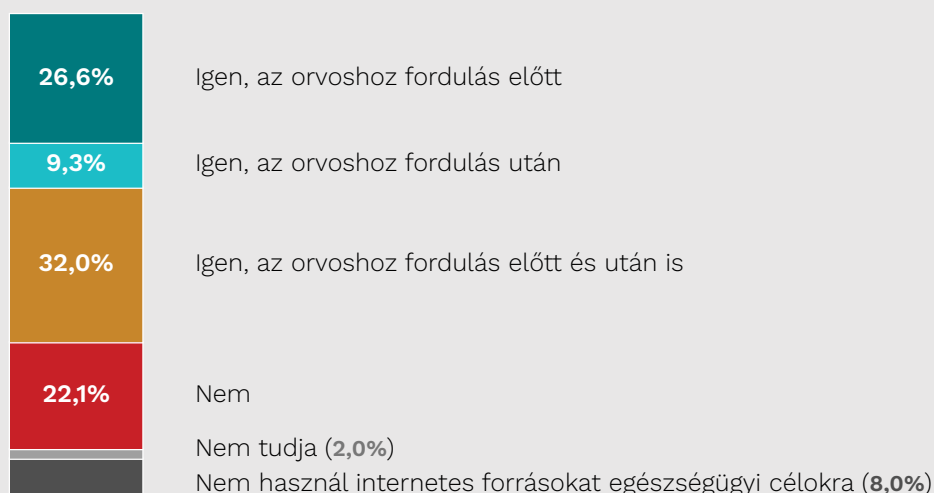 26,6% Igen, az orvoshoz fordulás előtt
9,3% Igen, az orvoshoz fordulás után
32,0% Igen, az orvoshoz fordulás előtt és után is
22,1% Nem
Nem tudja (2,0%)
Nem használ internetes forrásokat egészségügyi célokra (8,0%)